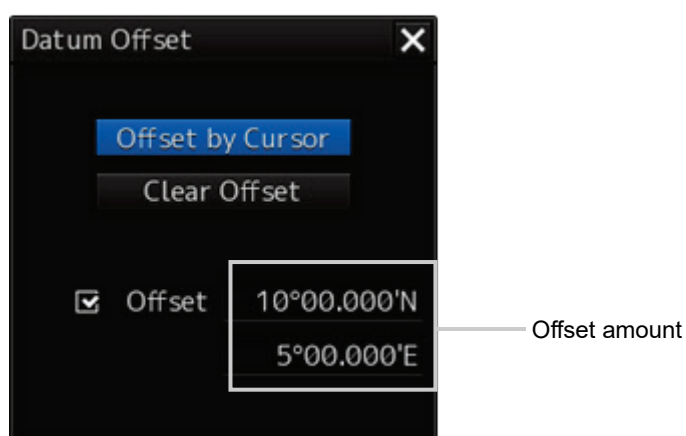 Datum Offset
Offset by Cursor
Clear Offset
Offset 10°00.000'N
5°00.000'E
Offset amount